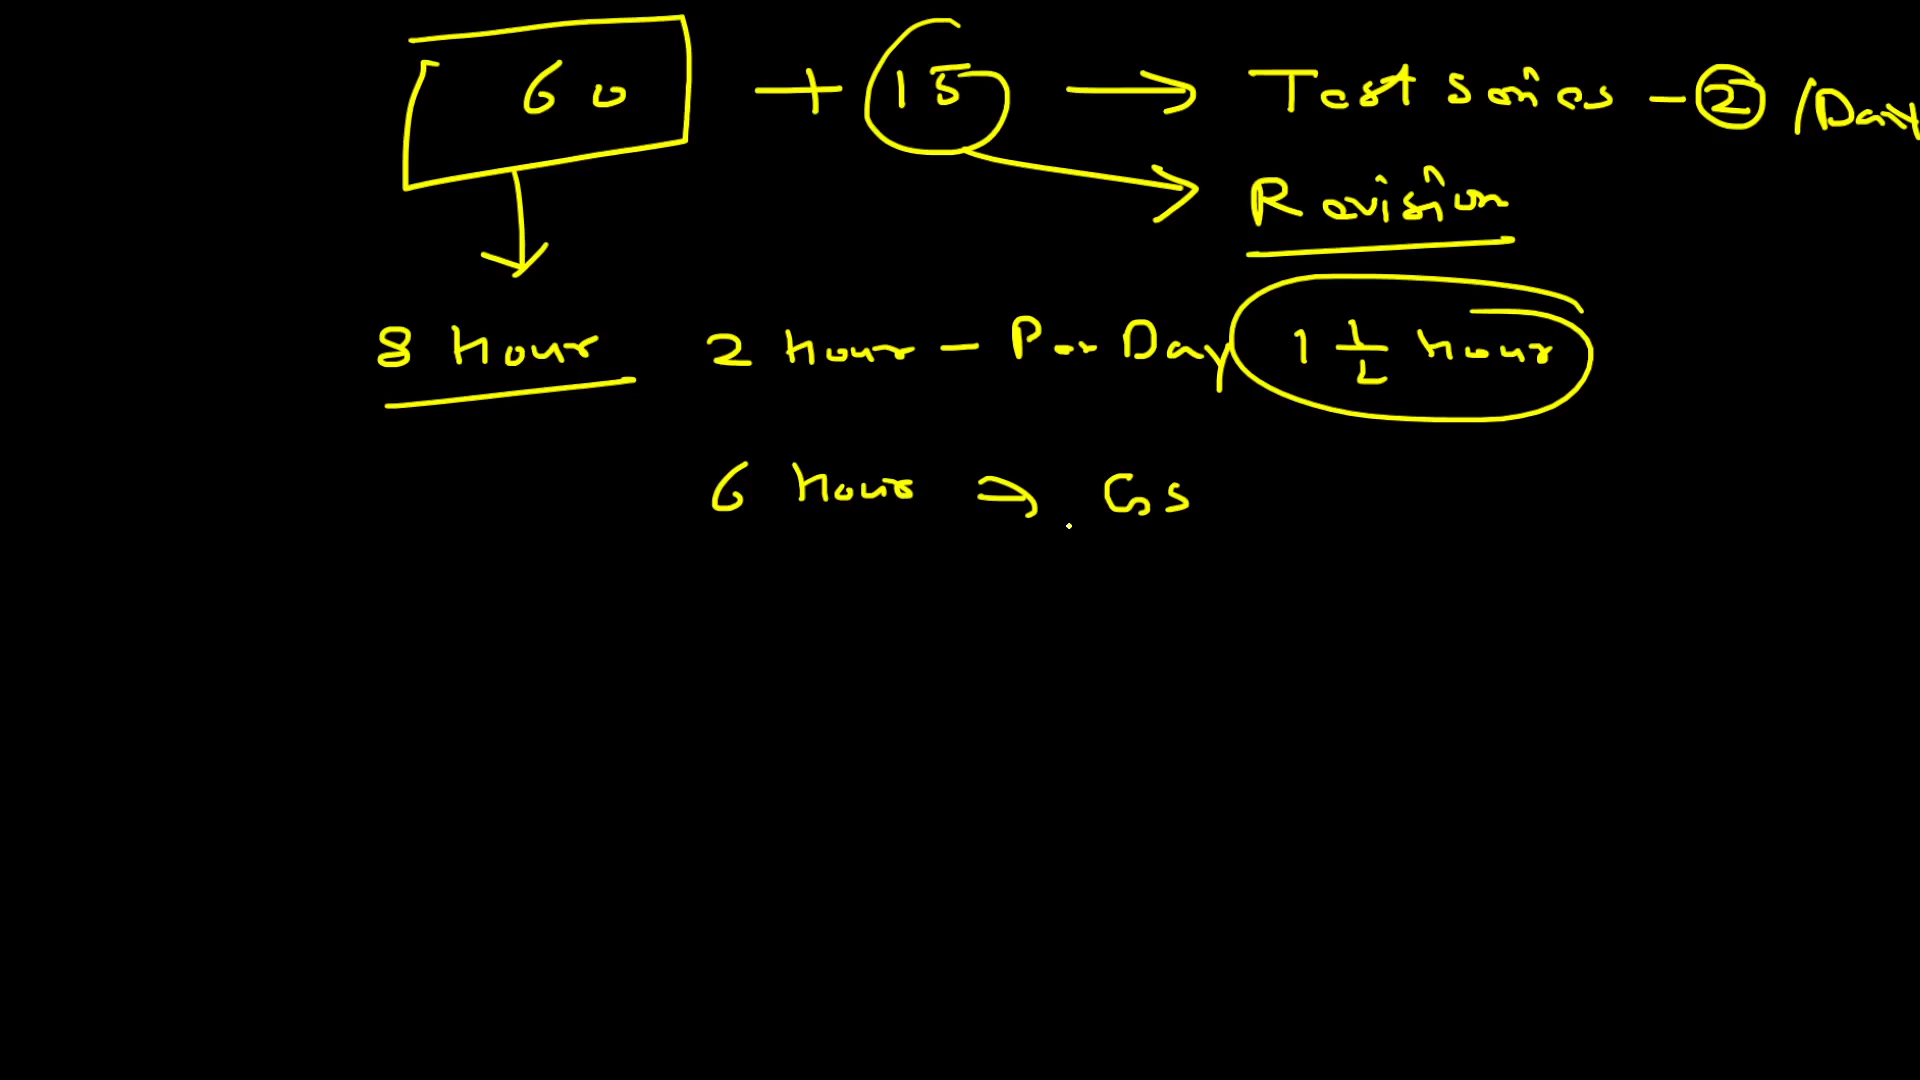 60 + 15 → Test Series - 2 /Day
Revision
8 hour 2 hour - Per Day 1 1/2 hour
6 hour ⇒ GS